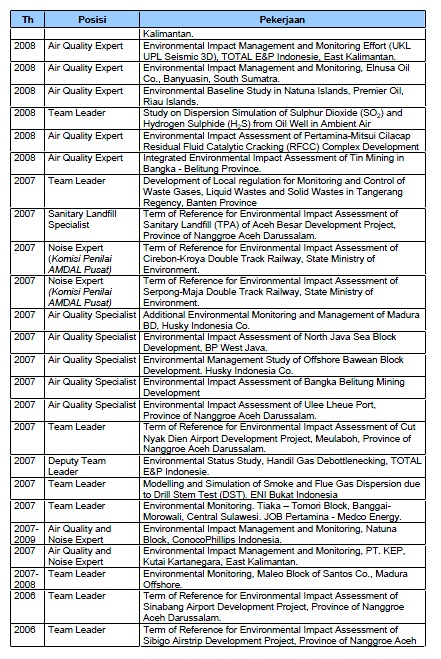 Th Posisi Pekerjaan
Kalimantan.
2008 Air Quality Expert Environmental Impact Management and Monitoring Effort (UKL
UPL Seismic 3D), TOTAL E&P Indonesie, East Kalimantan.
2008 Air Quality Expert Environmental Impact Management and Monitoring, Elnusa Oil
Co., Banyuasin, South Sumatra.
2008 Air Quality Expert Environmental Baseline Study in Natuna Islands, Premier Oil,
Riau Islands.
2008 Team Leader Study on Dispersion Simulation of Sulphur Dioxide (SO2) and
Hydrogen Sulphide (H2S) from Oil Well in Ambient Air
2008 Air Quality Expert Environmental Impact Assessment of Pertamina-Mitsui Cilacap
Residual Fluid Catalytic Cracking (RFCC) Complex Development
2008 Air Quality Expert Integrated Environmental Impact Assessment of Tin Mining in
Bangka - Belitung Province.
2007 Team Leader Development of Local regulation for Monitoring and Control of
Waste Gases, Liquid Wastes and Solid Wastes in Tangerang
Regency, Banten Province
2007 Sanitary Landfill Term of Reference for Environmental Impact Assessment of
Specialist Sanitary Landfill (TPA) of Aceh Besar Development Project,
Province of Nanggroe Aceh Darussalam.
2007 Noise Expert Term of Reference for Environmental Impact Assessment of
(Komisi Penilai Cirebon-Kroya Double Track Railway, State Ministry of
AMDAL Pusat) Environment.
2007 Noise Expert Term of Reference for Environmental Impact Assessment of
(Komisi Penilai Serpong-Maja Double Track Railway, State Ministry of
AMDAL Pusat) Environment.
2007 Air Quality Specialist Additional Environmental Monitoring and Management of Madura
BD, Husky Indonesia Co.
2007 Air Quality Specialist Environmental Impact Assessment of North Java Sea Block
Development, BP West Java.
2007 Air Quality Specialist Environmental Management Study of Offshore Bawean Block
Development. Husky Indonesia Co.
2007 Air Quality Specialist Environmental Impact Assessment of Bangka Belitung Mining
Development
2007 Air Quality Specialist Environmental Impact Assessment of Ulee Lheue Port,
Province of Nanggroe Aceh Darussalam.
2007 Team Leader Term of Reference for Environmental Impact Assessment of Cut
Nyak Dien Airport Development Project, Meulaboh, Province of
Nanggroe Aceh Darussalam.
2007 Deputy Team Environmental Status Study, Handil Gas Debottlenecking, TOTAL
Leader E&P Indonesie.
2007 Team Leader Modelling and Simulation of Smoke and Flue Gas Dispersion due
to Drill Stem Test (DST). ENI Bukat Indonesia
2007 Team Leader Environmental Monitoring. Tiaka – Tomori Block, Banggai-
Morowali, Central Sulawesi. JOB Pertamina - Medco Energy.
2007- Air Quality and Environmental Impact Management and Monitoring, Natuna
2009 Noise Expert Block, ConocoPhillips Indonesia.
2007 Air Quality and Environmental Impact Management and Monitoring, PT. KEP,
Noise Expert Kutai Kartanegara, East Kalimantan.
2007- Team Leader Environmental Monitoring, Maleo Block of Santos Co., Madura
2008 Offshore.
2006 Team Leader Term of Reference for Environmental Impact Assessment of
Sinabang Airport Development Project, Province of Nanggroe
Aceh Darussalam.
2006 Team Leader Term of Reference for Environmental Impact Assessment of
Sibigo Airstrip Development Project, Province of Nanggroe Aceh